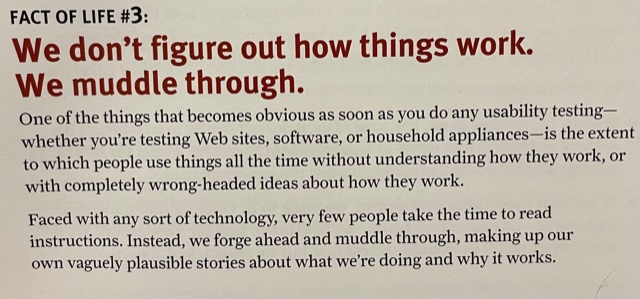 FACT OF LIFE #3:
We don't figure out how things work.
We muddle through.
One of the things that becomes obvious as soon as you do any usability testing—
whether you're testing Web sites, software, or household appliances—is the extent
to which people use things all the time without understanding how they work, or
with completely wrong-headed ideas about how they work.
Faced with any sort of technology, very few people take the time to read
instructions. Instead, we forge ahead and muddle through, making up our
own vaguely plausible stories about what we're doing and why it works.